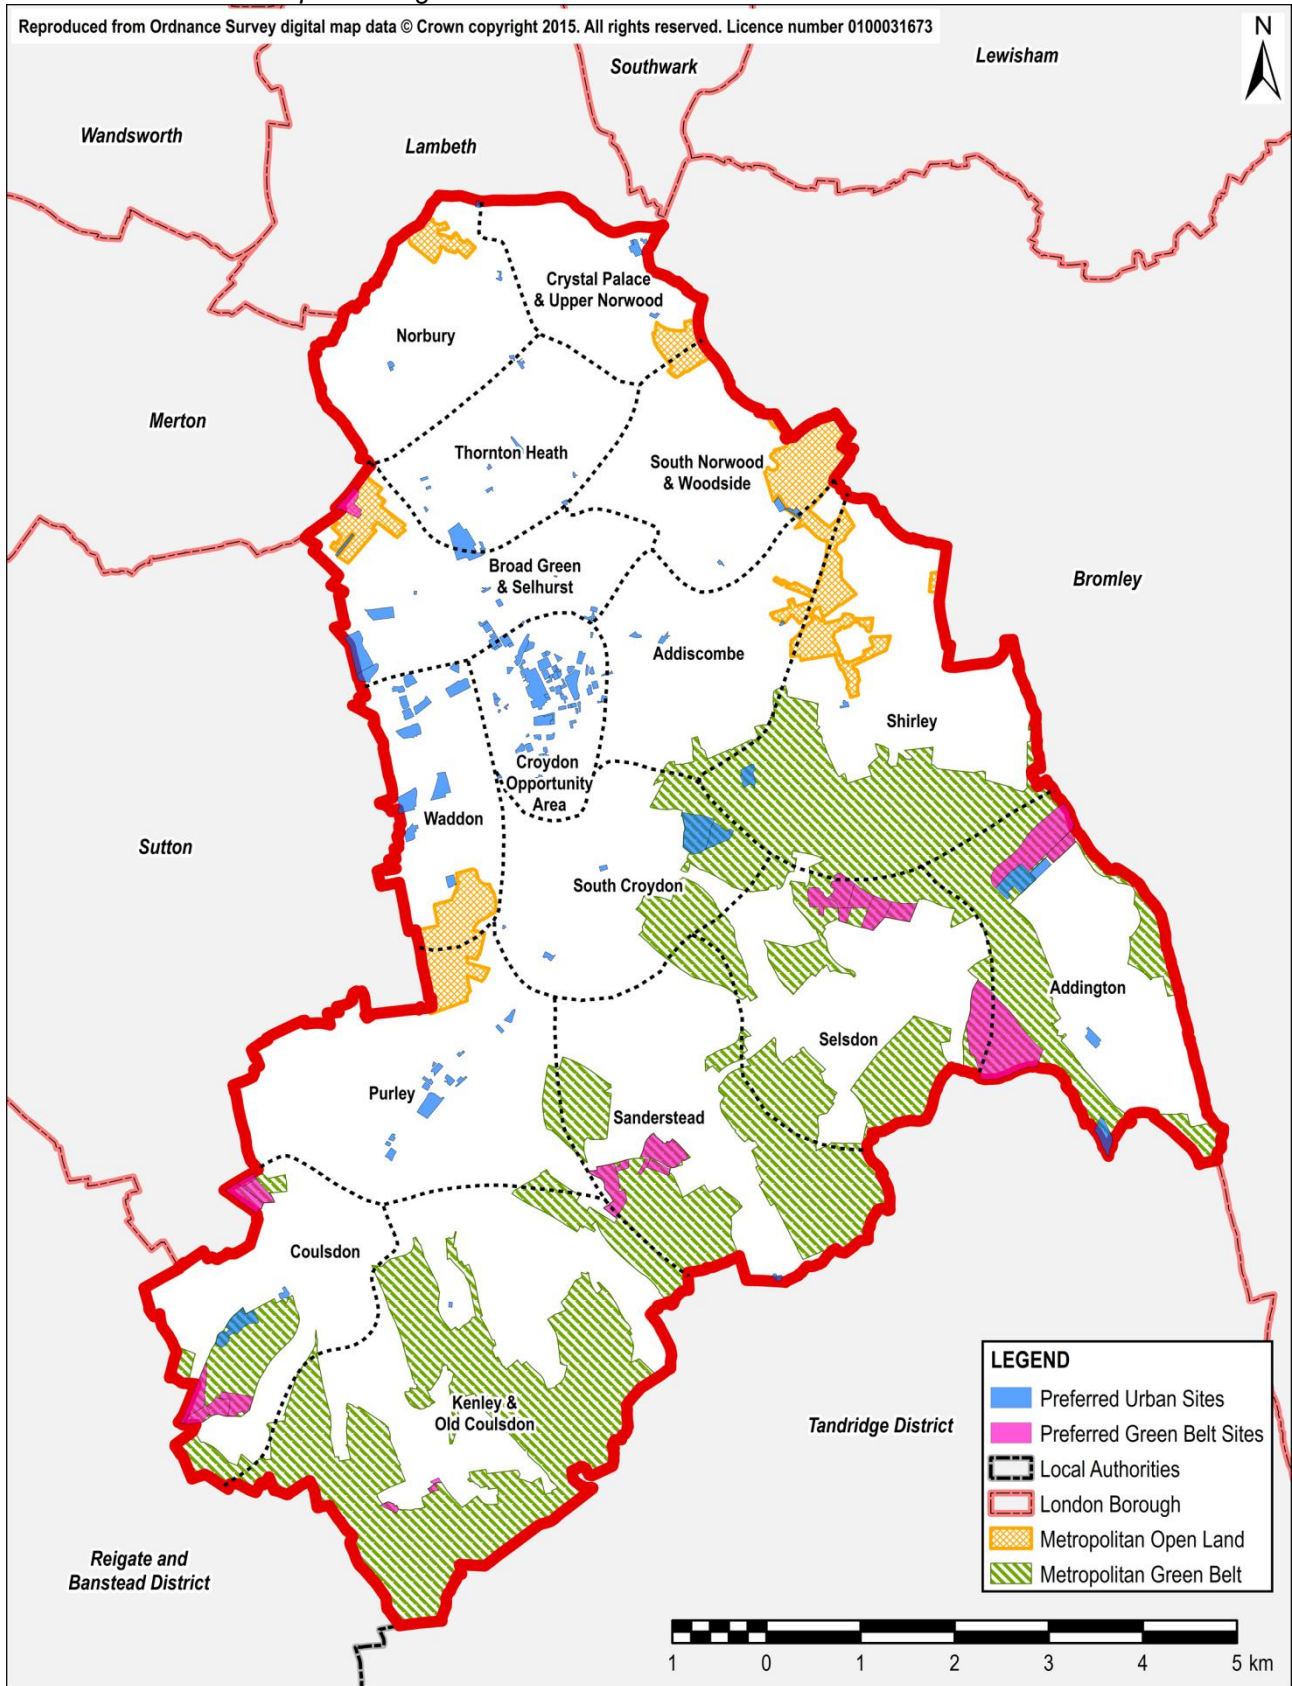 Reproduced from Ordnance Survey digital map data © Crown copyright 2015. All rights reserved. Licence number 0100031673
N
Lewisham
Southwark
Wandsworth
Lambeth
Crystal Palace
& Upper Norwood
Norbury
Merton
Thornton Heath
South Norwood
& Woodside
Broad Green
& Selhurst
Bromley
Addiscombe
Shirley
Croydon
Opportunity
Area
Waddon
Sutton
South Croydon
Addington
Selsdon
Purley
Sanderstead
Coulsdon
Kenley &
Old Coulsdon
Tandridge District
Reigate and
Banstead District
LEGEND
Preferred Urban Sites
Preferred Green Belt Sites
Local Authorities
London Borough
Metropolitan Open Land
Metropolitan Green Belt
1 0 1 2 3 4 5 km